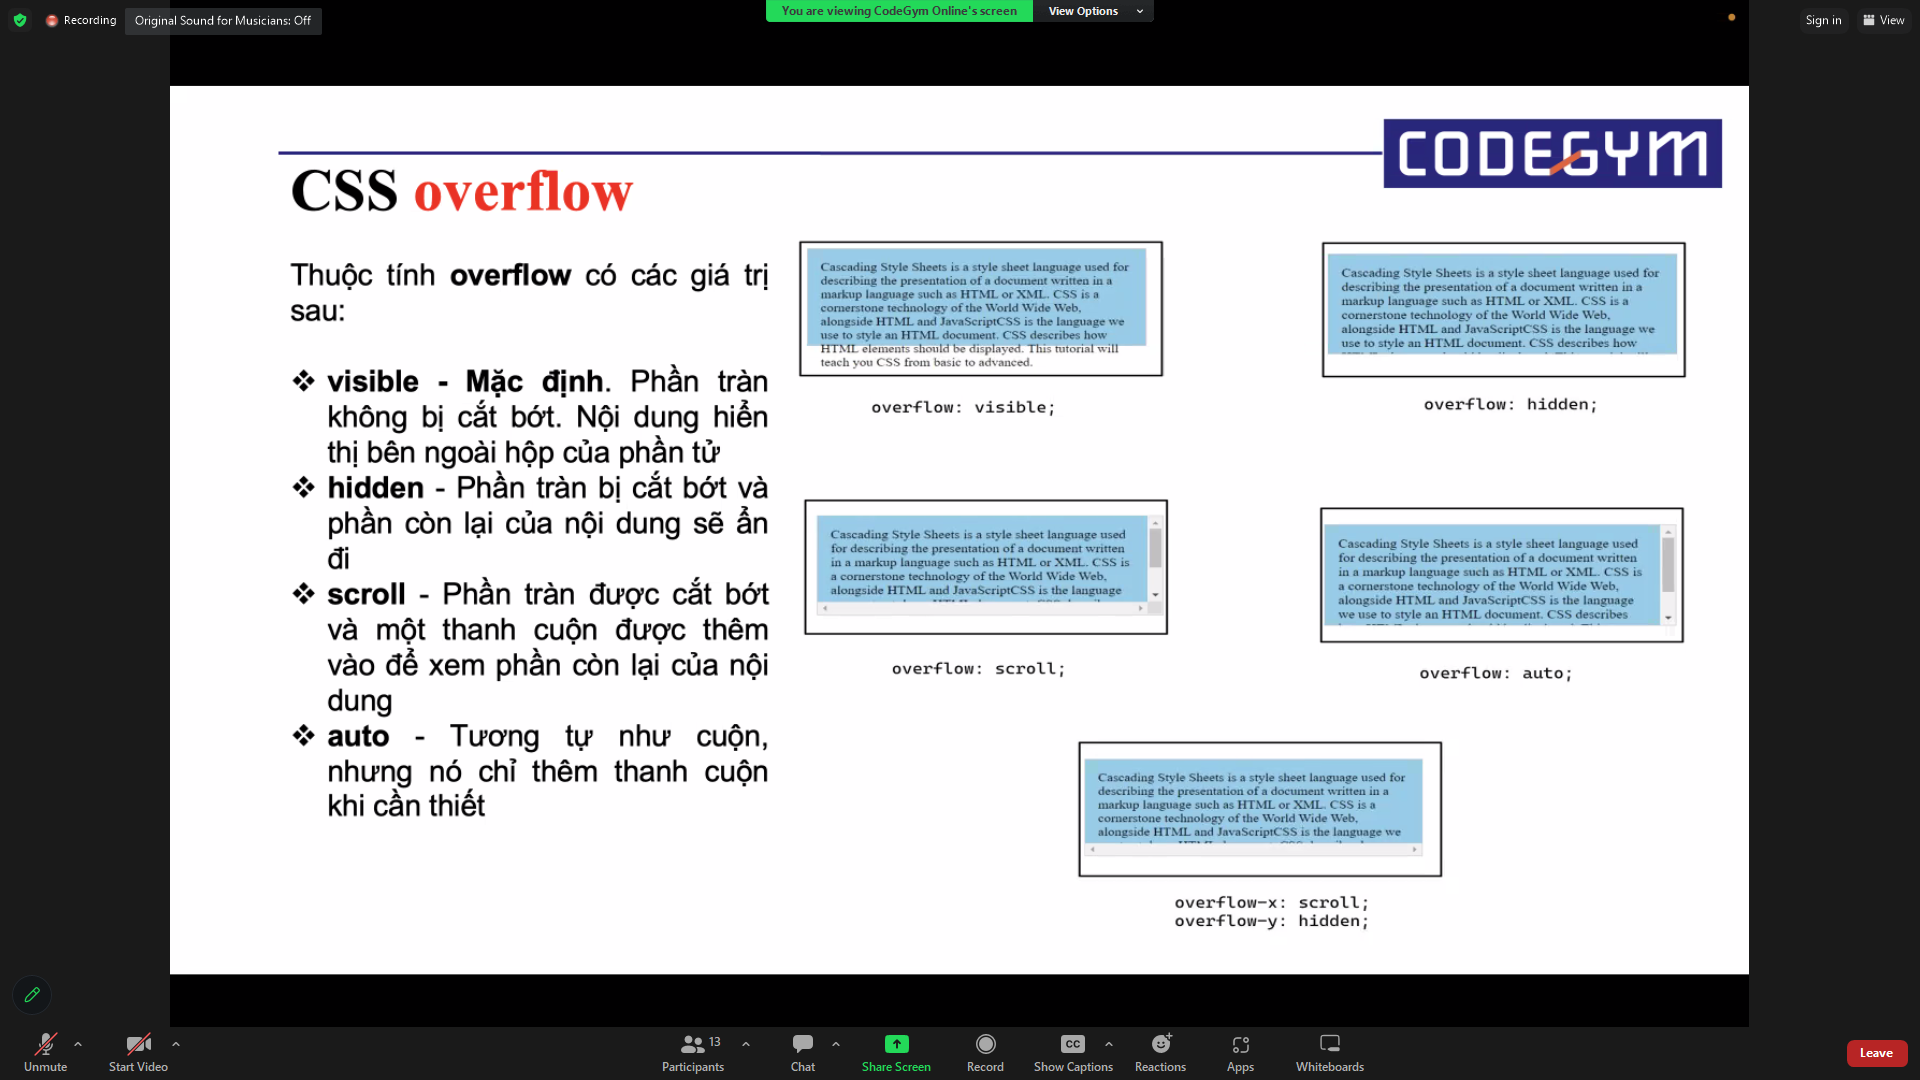 Recording
Original Sound for Musicians: Off
You are viewing CodeGym Online's screen
View Options
Sign in
View
CODEGYM
CSS overflow
Thuộc tính overflow có các giá trị
sau:
❖ visible - Mặc định. Phần tràn
không bị cắt bớt. Nội dung hiển
thị bên ngoài hộp của phần tử
❖ hidden - Phần tràn bị cắt bớt và
phần còn lại của nội dung sẽ ẩn
đi
❖ scroll - Phần tràn được cắt bớt
và một thanh cuộn được thêm
vào để xem phần còn lại của nội
dung
❖ auto - Tương tự như cuộn,
nhưng nó chỉ thêm thanh cuộn
khi cần thiết
Cascading Style Sheets is a style sheet language used for
describing the presentation of a document written in a
markup language such as HTML or XML. CSS is a
cornerstone technology of the World Wide Web,
alongside HTML and JavaScriptCSS is the language we
use to style an HTML document. CSS describes how
HTML elements should be displayed. This tutorial will
teach you CSS from basic to advanced.
overflow: visible;
Cascading Style Sheets is a style sheet language used for
describing the presentation of a document written in a
markup language such as HTML or XML. CSS is a
cornerstone technology of the World Wide Web,
alongside HTML and JavaScriptCSS is the language we
use to style an HTML document. CSS describes how
overflow: hidden;
Cascading Style Sheets is a style sheet language used
for describing the presentation of a document written
in a markup language such as HTML or XML. CSS is
a cornerstone technology of the World Wide Web,
alongside HTML and JavaScriptCSS is the language
overflow: scroll;
Cascading Style Sheets is a style sheet language used
for describing the presentation of a document written
in a markup language such as HTML or XML. CSS is
a cornerstone technology of the World Wide Web,
alongside HTML and JavaScriptCSS is the language
we use to style an HTML document. CSS describes
overflow: auto;
Cascading Style Sheets is a style sheet language used for
describing the presentation of a document written in a
markup language such as HTML or XML. CSS is a
cornerstone technology of the World Wide Web,
alongside HTML and JavaScriptCSS is the language we
overflow-x: scroll;
overflow-y: hidden;
Unmute
Start Video
13
Participants
Chat
Share Screen
Record
CC
Show Captions
Reactions
Apps
Whiteboards
Leave